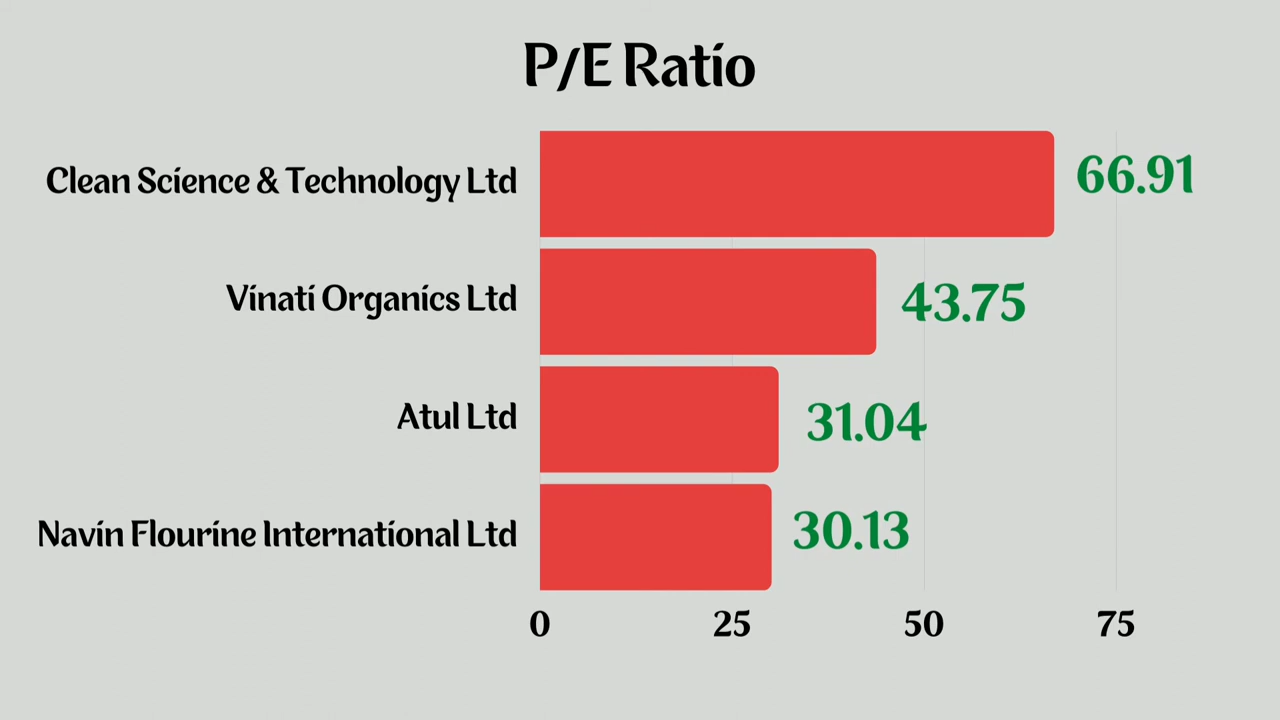 P/E Ratio
Clean Science & Technology Ltd
66.91
Vinati Organics Ltd
43.75
Atul Ltd
31.04
Navin Flourine International Ltd
30.13
0 25 50 75